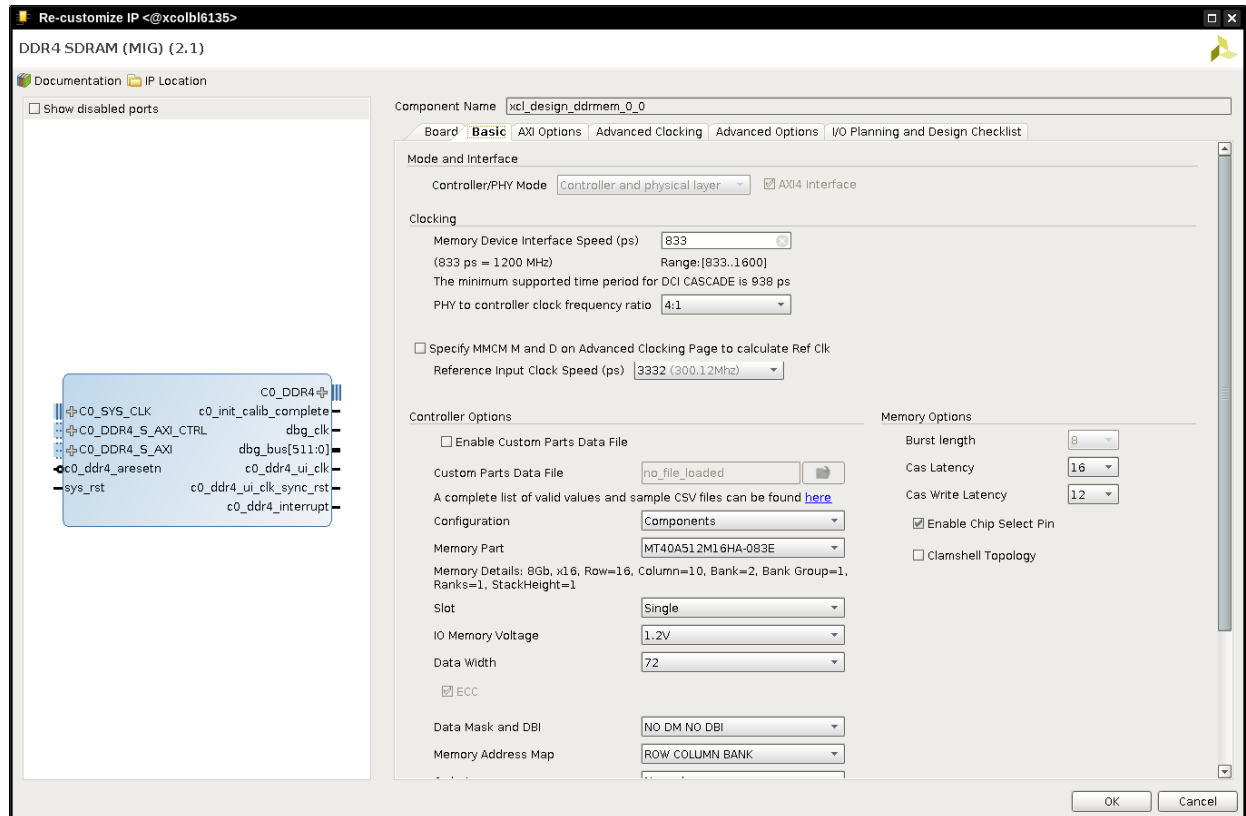 Re-customize IP <@xcolbl6135>
DDR4 SDRAM (MIG) (2.1)
Documentation IP Location
Show disabled ports
C0_DDR4
C0_SYS_CLK c0_init_calib_complete
C0_DDR4_S_AXI_CTRL dbg_clk
C0_DDR4_S_AXI dbg_bus[511:0]
c0_ddr4_aresetn c0_ddr4_ui_clk
sys_rst c0_ddr4_ui_clk_sync_rst
c0_ddr4_interrupt
Component Name xcl_design_ddrmem_0_0
Board Basic AXI Options Advanced Clocking Advanced Options I/O Planning and Design Checklist
Mode and Interface
Controller/PHY Mode Controller and physical layer AXI4 Interface
Clocking
Memory Device Interface Speed (ps) 833
(833 ps = 1200 MHz) Range:[833..1600]
The minimum supported time period for DCI CASCADE is 938 ps
PHY to controller clock frequency ratio 4:1
Specify MMCM M and D on Advanced Clocking Page to calculate Ref Clk
Reference Input Clock Speed (ps) 3332 (300.12Mhz)
Controller Options
Enable Custom Parts Data File
Custom Parts Data File no_file_loaded
A complete list of valid values and sample CSV files can be found here
Configuration Components
Memory Part MT40A512M16HA-083E
Memory Details: 8Gb, x16, Row=16, Column=10, Bank=2, Bank Group=1,
Ranks=1, StackHeight=1
Slot Single
IO Memory Voltage 1.2V
Data Width 72
ECC
Data Mask and DBI NO DM NO DBI
Memory Address Map ROW COLUMN BANK
Memory Options
Burst length 8
Cas Latency 16
Cas Write Latency 12
Enable Chip Select Pin
Clamshell Topology
OK Cancel